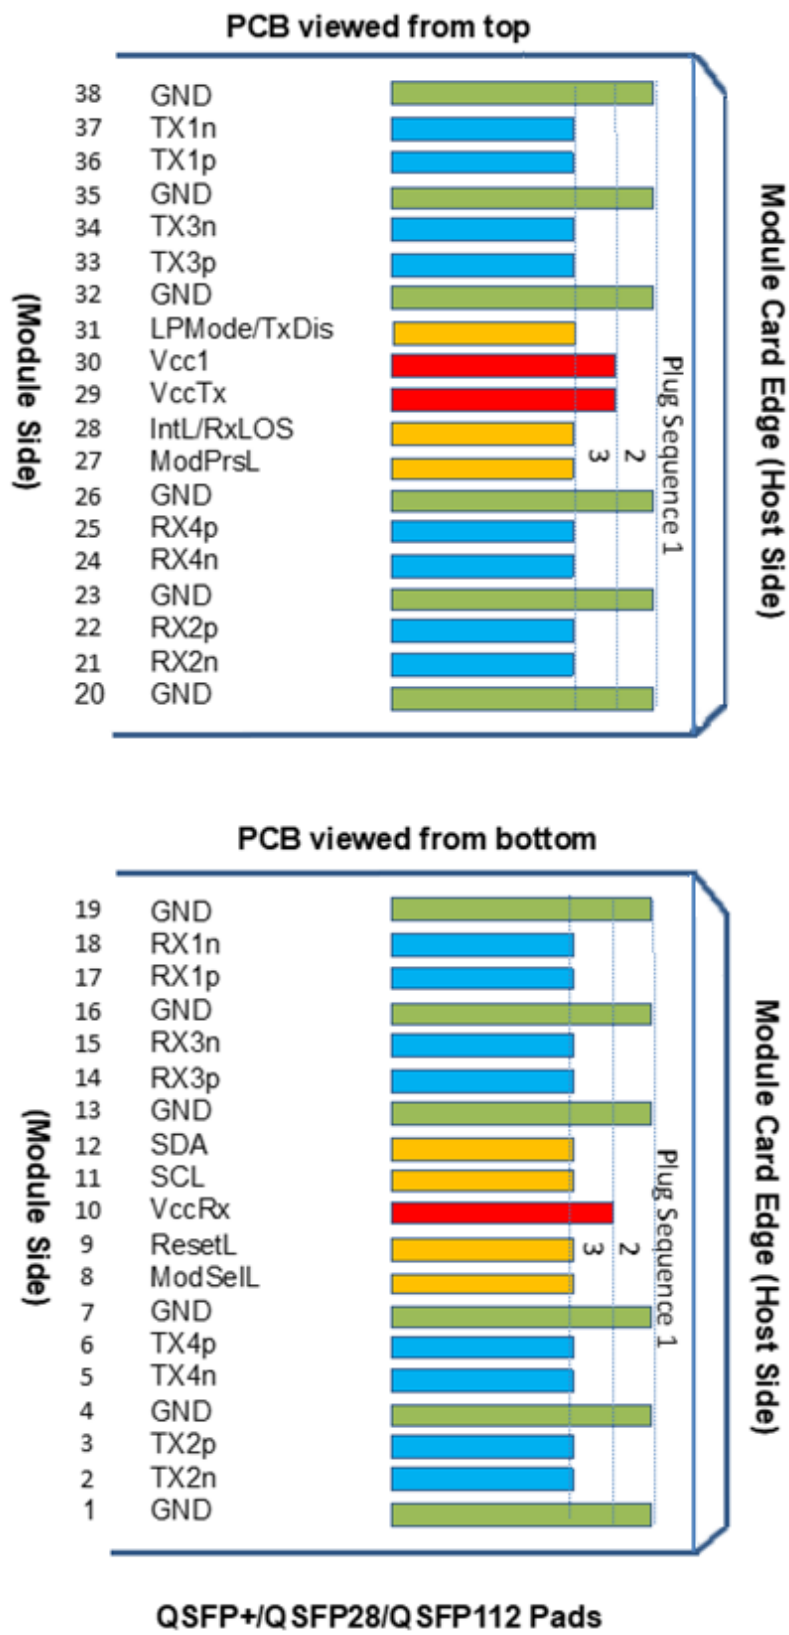 PCB viewed from top
38 GND
37 TX1n
36 TX1p
35 GND
34 TX3n
33 TX3p
32 GND
31 LPMode/TxDis
30 Vcc1
29 VccTx
28 IntL/RxLOS
27 ModPrsL
26 GND
25 RX4p
24 RX4n
23 GND
22 RX2p
21 RX2n
20 GND
(Module Side)
3
2
Plug Sequence 1
Module Card Edge (Host Side)
PCB viewed from bottom
19 GND
18 RX1n
17 RX1p
16 GND
15 RX3n
14 RX3p
13 GND
12 SDA
11 SCL
10 VccRx
9 ResetL
8 ModSelL
7 GND
6 TX4p
5 TX4n
4 GND
3 TX2p
2 TX2n
1 GND
(Module Side)
3
2
Plug Sequence 1
Module Card Edge (Host Side)
QSFP+/QSFP28/QSFP112 Pads